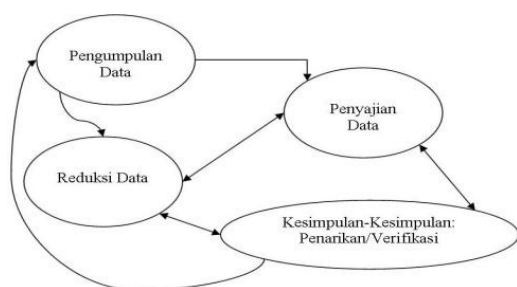 Pengumpulan
Data
Penyajian
Data
Reduksi Data
Kesimpulan-Kesimpulan:
Penarikan/Verifikasi